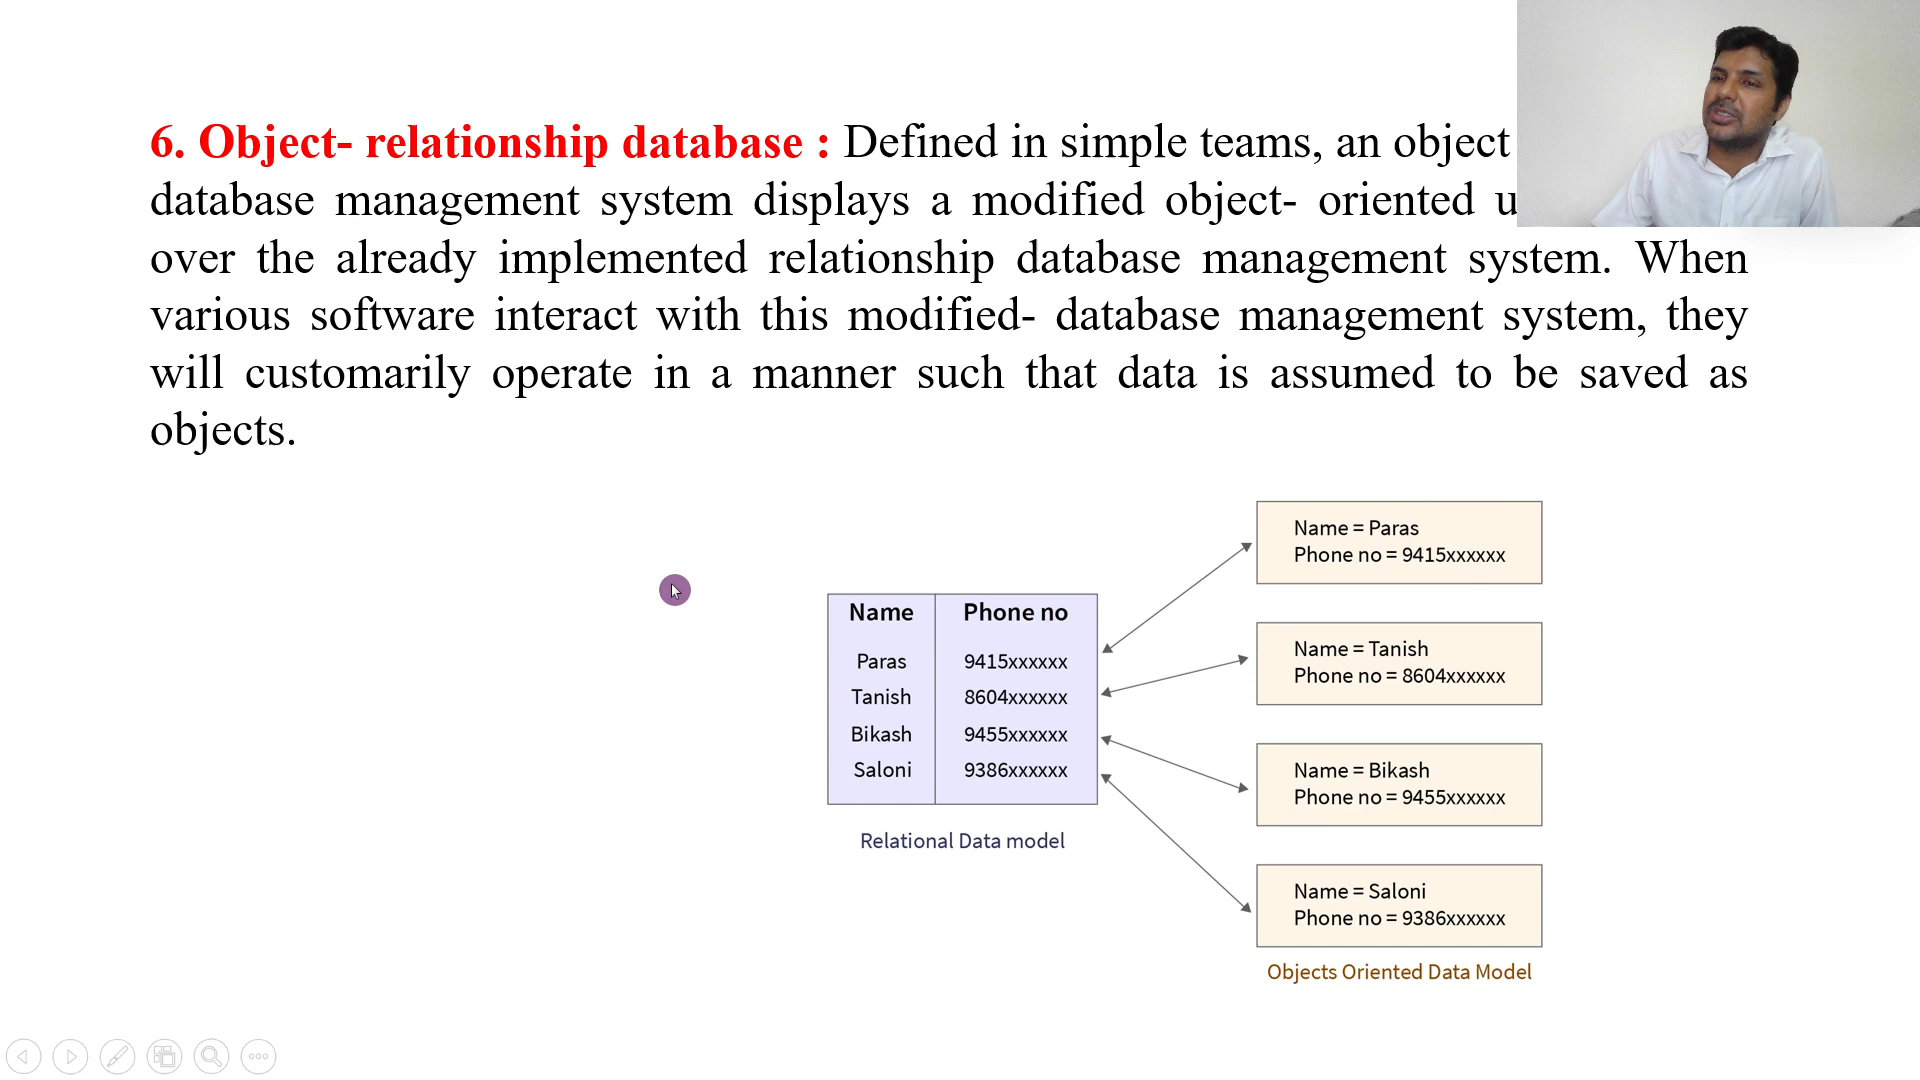 6. Object- relationship database : Defined in simple teams, an object
database management system displays a modified object- oriented
over the already implemented relationship database management system. When
various software interact with this modified- database management system, they
will customarily operate in a manner such that data is assumed to be saved as
objects.
Name Phone no
Paras 9415xxxxxx
Tanish 8604xxxxxx
Bikash 9455xxxxxx
Saloni 9386xxxxxx
Relational Data model
Name = Paras
Phone no = 9415xxxxxx
Name = Tanish
Phone no = 8604xxxxxx
Name = Bikash
Phone no = 9455xxxxxx
Name = Saloni
Phone no = 9386xxxxxx
Objects Oriented Data Model